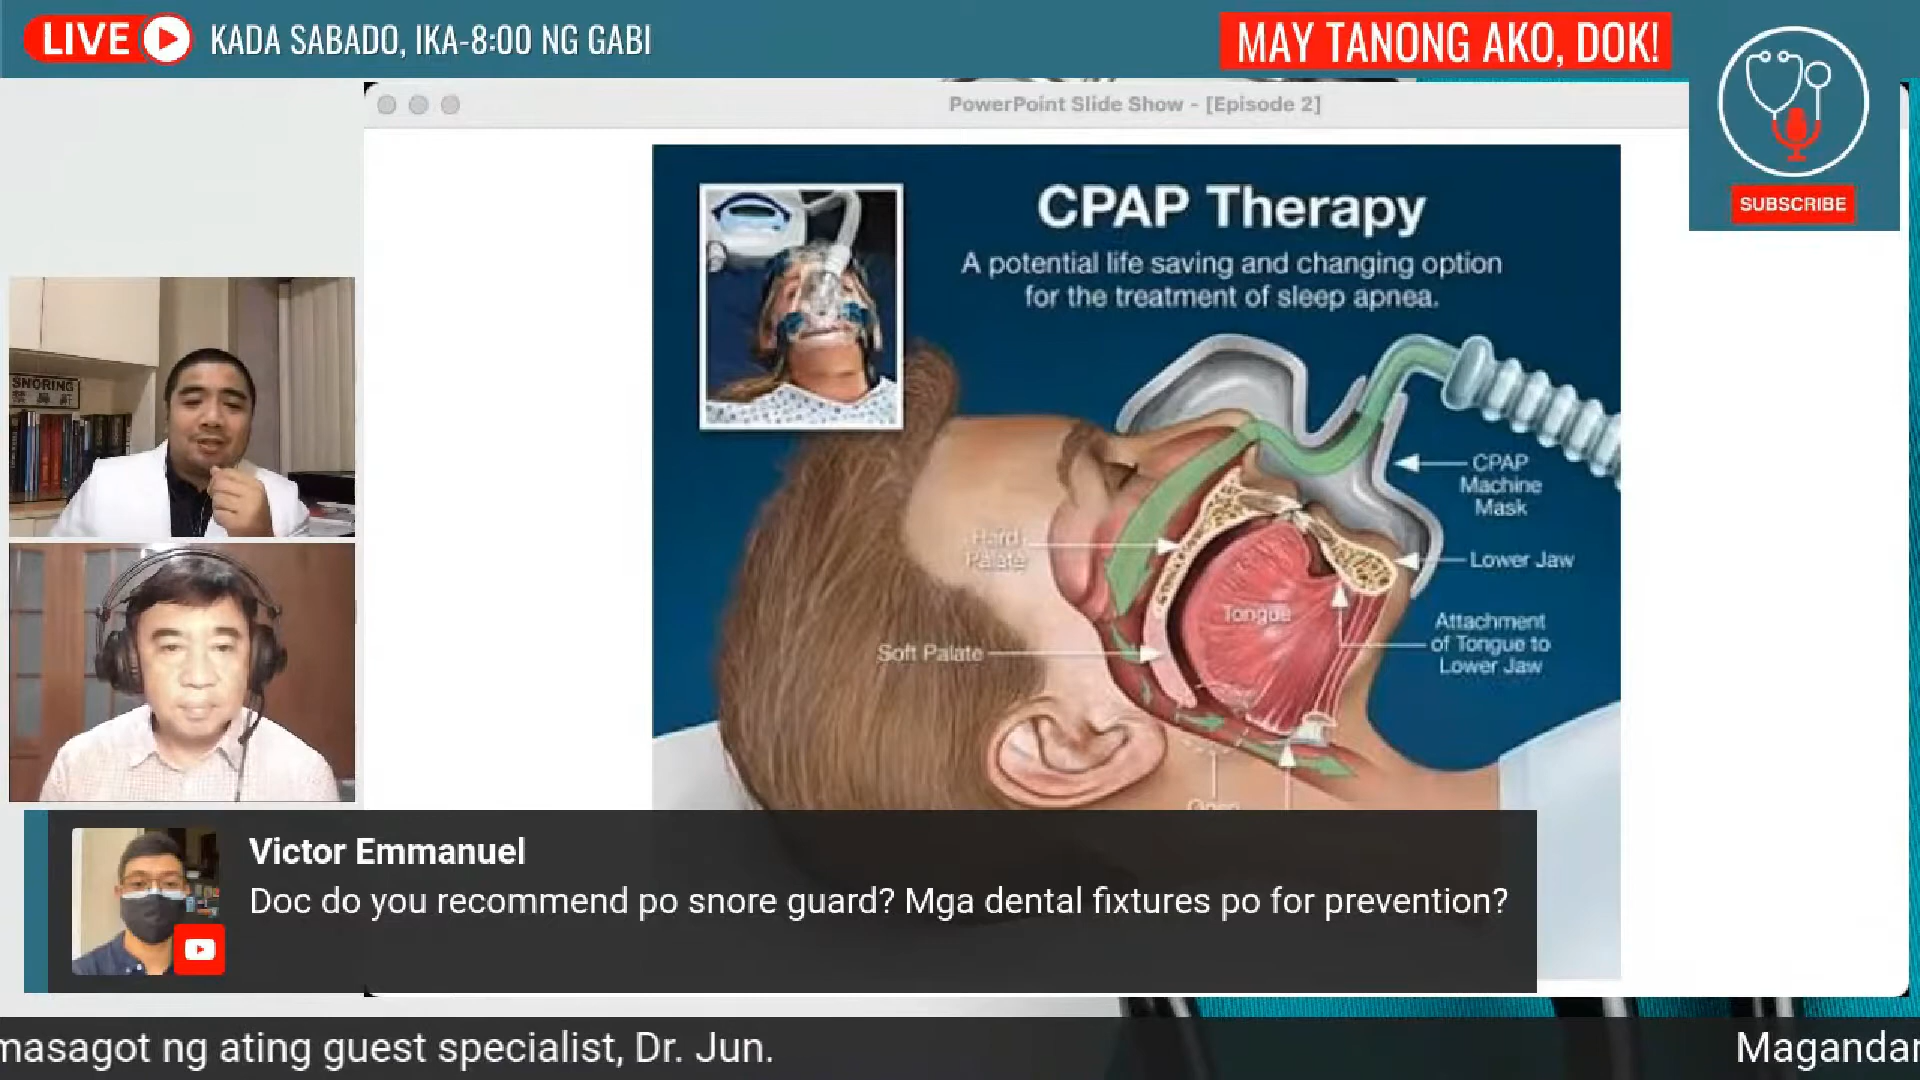 LIVE
KADA SABADO, IKA-8:00 NG GABI
MAY TANONG AKO, DOK!
SUBSCRIBE
PowerPoint Slide Show - [Episode 2]
CPAP Therapy
A potential life saving and changing option
for the treatment of sleep apnea.
CPAP
Machine
Mask
Hard
Palate
Lower Jaw
Tongue
Attachment
of Tongue to
Lower Jaw
Soft Palate
Open
SNORING
Victor Emmanuel
Doc do you recommend po snore guard? Mga dental fixtures po for prevention?
masagot ng ating guest specialist, Dr. Jun.
Magandar